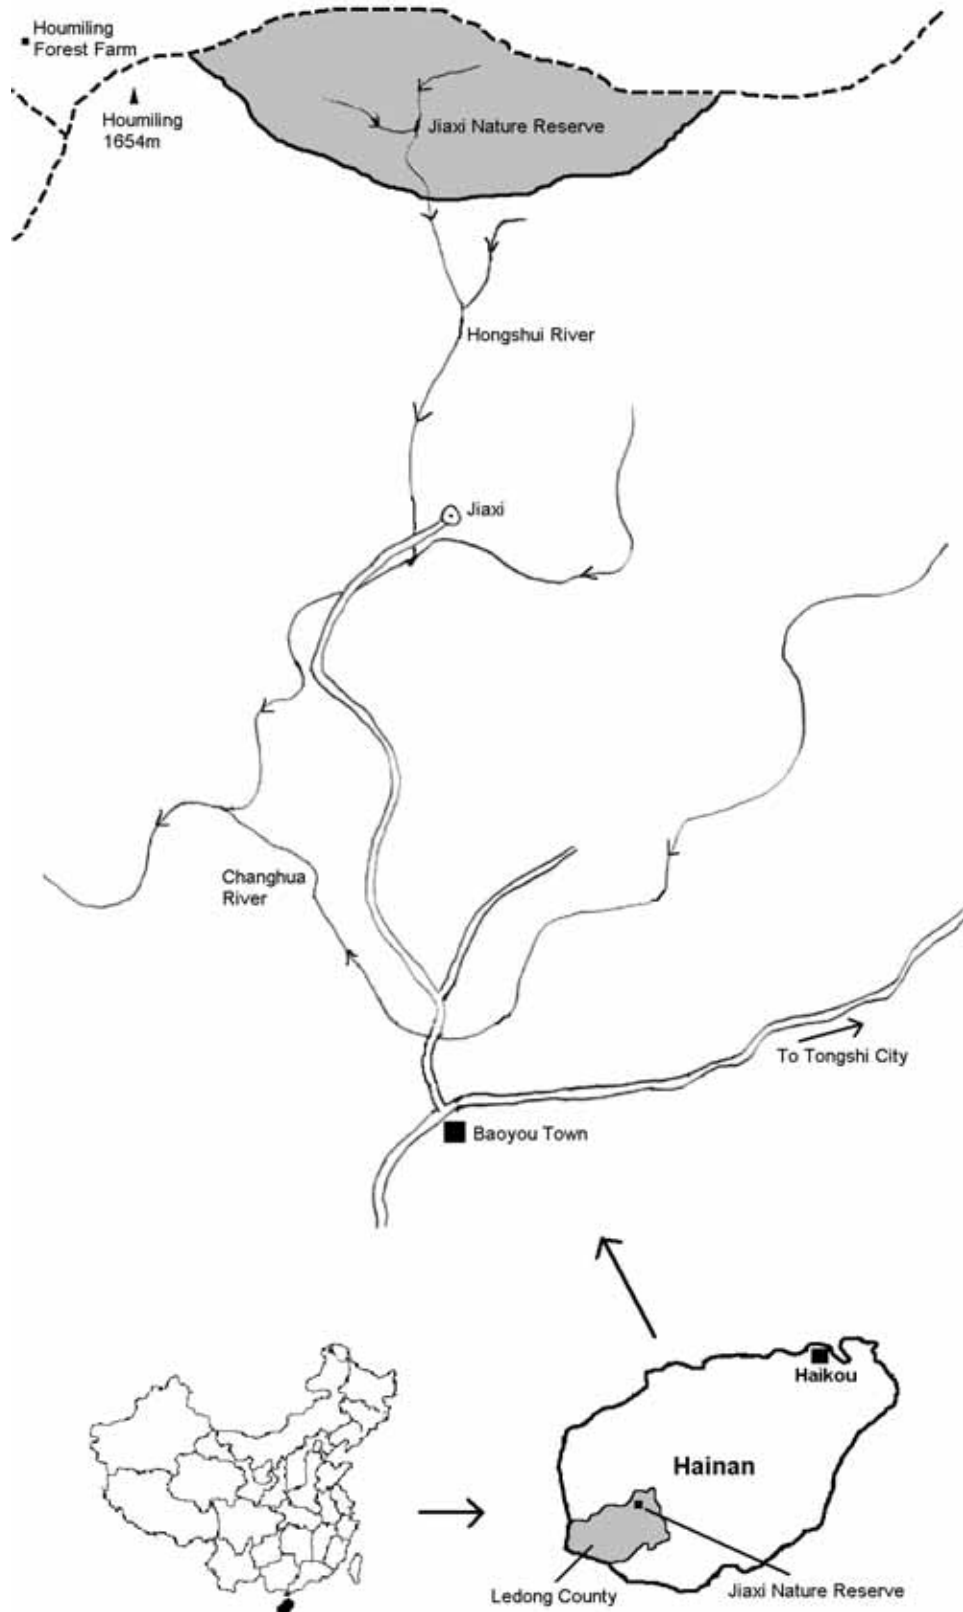 Houmiling
Forest Farm
Houmiling
1654m
Jiaxi Nature Reserve
Hongshui River
Jiaxi
Changhua
River
To Tongshi City
Baoyou Town
Haikou
Hainan
Ledong County
Jiaxi Nature Reserve